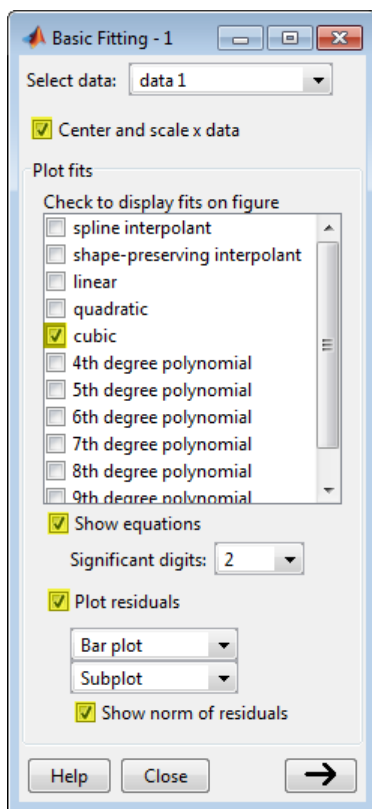 Basic Fitting - 1
Select data: data 1
Center and scale x data
Plot fits
Check to display fits on figure
spline interpolant
shape-preserving interpolant
linear
quadratic
cubic
4th degree polynomial
5th degree polynomial
6th degree polynomial
7th degree polynomial
8th degree polynomial
9th degree polynomial
Show equations
Significant digits: 2
Plot residuals
Bar plot
Subplot
Show norm of residuals
Help Close